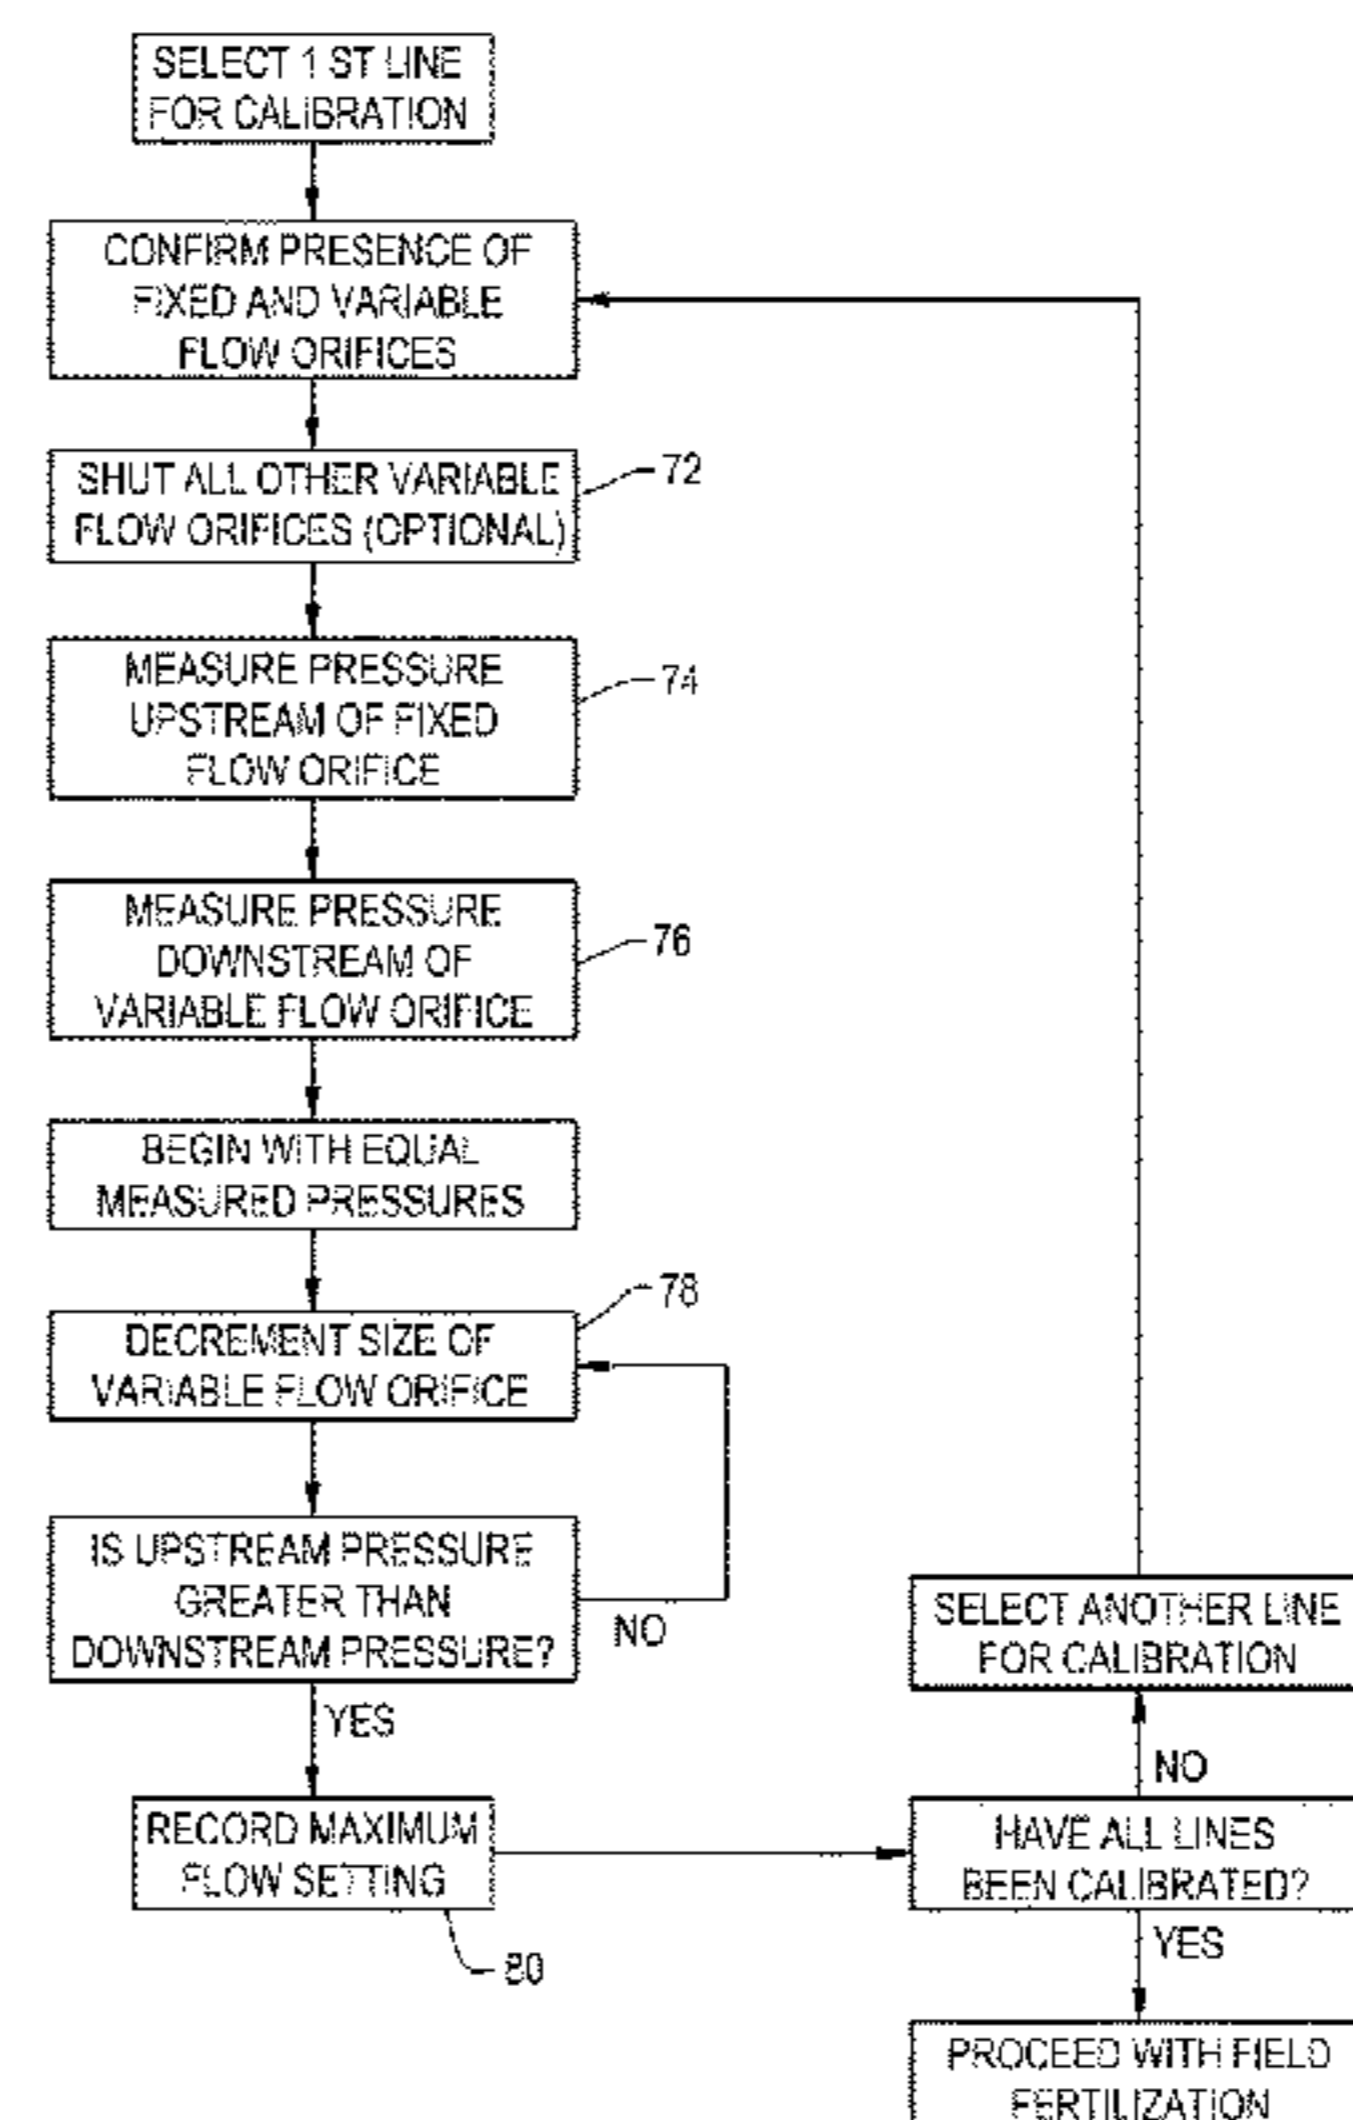 SELECT 1 ST LINE
FOR CALIBRATION
CONFIRM PRESENCE OF
FIXED AND VARIABLE
FLOW ORIFICES
SHUT ALL OTHER VARIABLE
FLOW ORIFICES (OPTIONAL)
72
MEASURE PRESSURE
UPSTREAM OF FIXED
FLOW ORIFICE
74
MEASURE PRESSURE
DOWNSTREAM OF
VARIABLE FLOW ORIFICE
76
BEGIN WITH EQUAL
MEASURED PRESSURES
78
DECREMENT SIZE OF
VARIABLE FLOW ORIFICE
IS UPSTREAM PRESSURE
GREATER THAN
DOWNSTREAM PRESSURE?
NO
YES
RECORD MAXIMUM
FLOW SETTING
80
SELECT ANOTHER LINE
FOR CALIBRATION
NO
HAVE ALL LINES
BEEN CALIBRATED?
YES
PROCEED WITH FIELD
FERTILIZATION